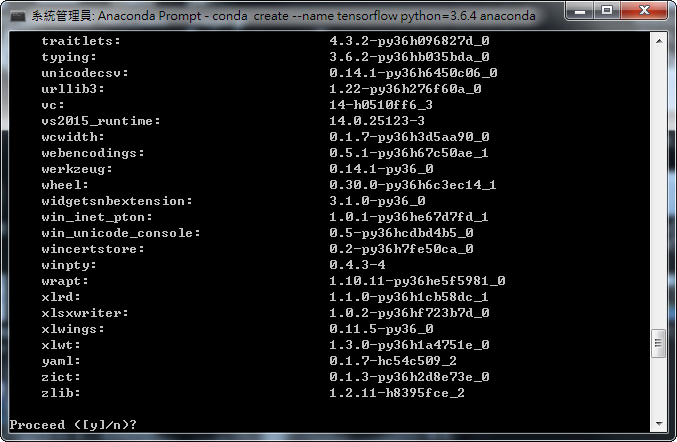 系統管理員: Anaconda Prompt - conda  create --name tensorflow python=3.6.4 anaconda
traitlets: 4.3.2-py36h096827d_0
typing: 3.6.2-py36hb035bda_0
unicodecsv: 0.14.1-py36h6450c06_0
urllib3: 1.22-py36h276f60a_0
vc: 14-h0510ff6_3
vs2015_runtime: 14.0.25123-3
wcwidth: 0.1.7-py36h3d5aa90_0
webencodings: 0.5.1-py36h67c50ae_1
werkzeug: 0.14.1-py36_0
wheel: 0.30.0-py36h6c3ec14_1
widgetsnbextension: 3.1.0-py36_0
win_inet_pton: 1.0.1-py36he67d7fd_1
win_unicode_console: 0.5-py36hcdbd4b5_0
wincertstore: 0.2-py36h7fe50ca_0
winpty: 0.4.3-4
wrapt: 1.10.11-py36he5f5981_0
xlrd: 1.1.0-py36h1cb58dc_1
xlsxwriter: 1.0.2-py36hf723b7d_0
xlwings: 0.11.5-py36_0
xlwt: 1.3.0-py36h1a4751e_0
yaml: 0.1.7-hc54c509_2
zict: 0.1.3-py36h2d8e73e_0
zlib: 1.2.11-h8395fce_2
Proceed ([y]/n)?